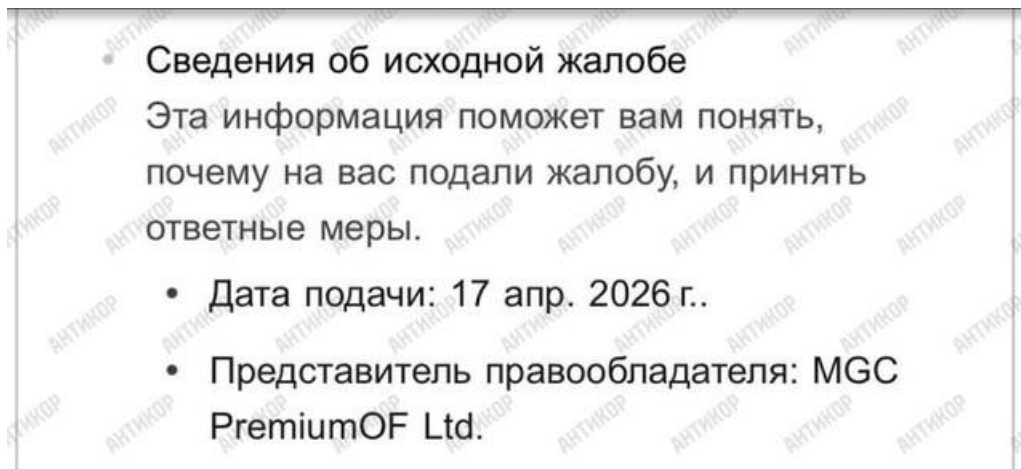 Сведения об исходной жалобе
Эта информация поможет вам понять,
почему на вас подали жалобу, и принять
ответные меры.
• Дата подачи: 17 апр. 2026 г..
• Представитель правообладателя: MGC
PremiumOF Ltd.
АНТИКОР